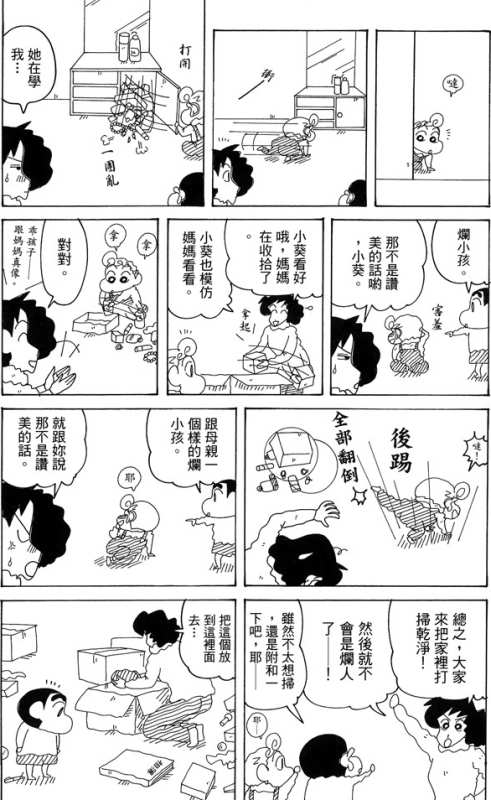 噠
打開
一團亂
她在學
我…
爛小孩。
那不是讚
美的話喲
，小葵。
害羞
小葵看好
哦，媽媽
在收拾了
。
拿起
小葵也模仿
媽媽看看。
拿
拿
對對。
乖孩子——
跟媽媽真像。
噠！
後踢
全部翻倒
跟母親一
個樣的爛
小孩。
耶
就跟妳說
那不是讚
美的話。
總之，大家
來把家裡打
掃乾淨！
然後就不
會是爛人
了——！
雖然不太想掃
，還是附和一
下吧，耶——
耶—
把這個放
到這裡面
去…